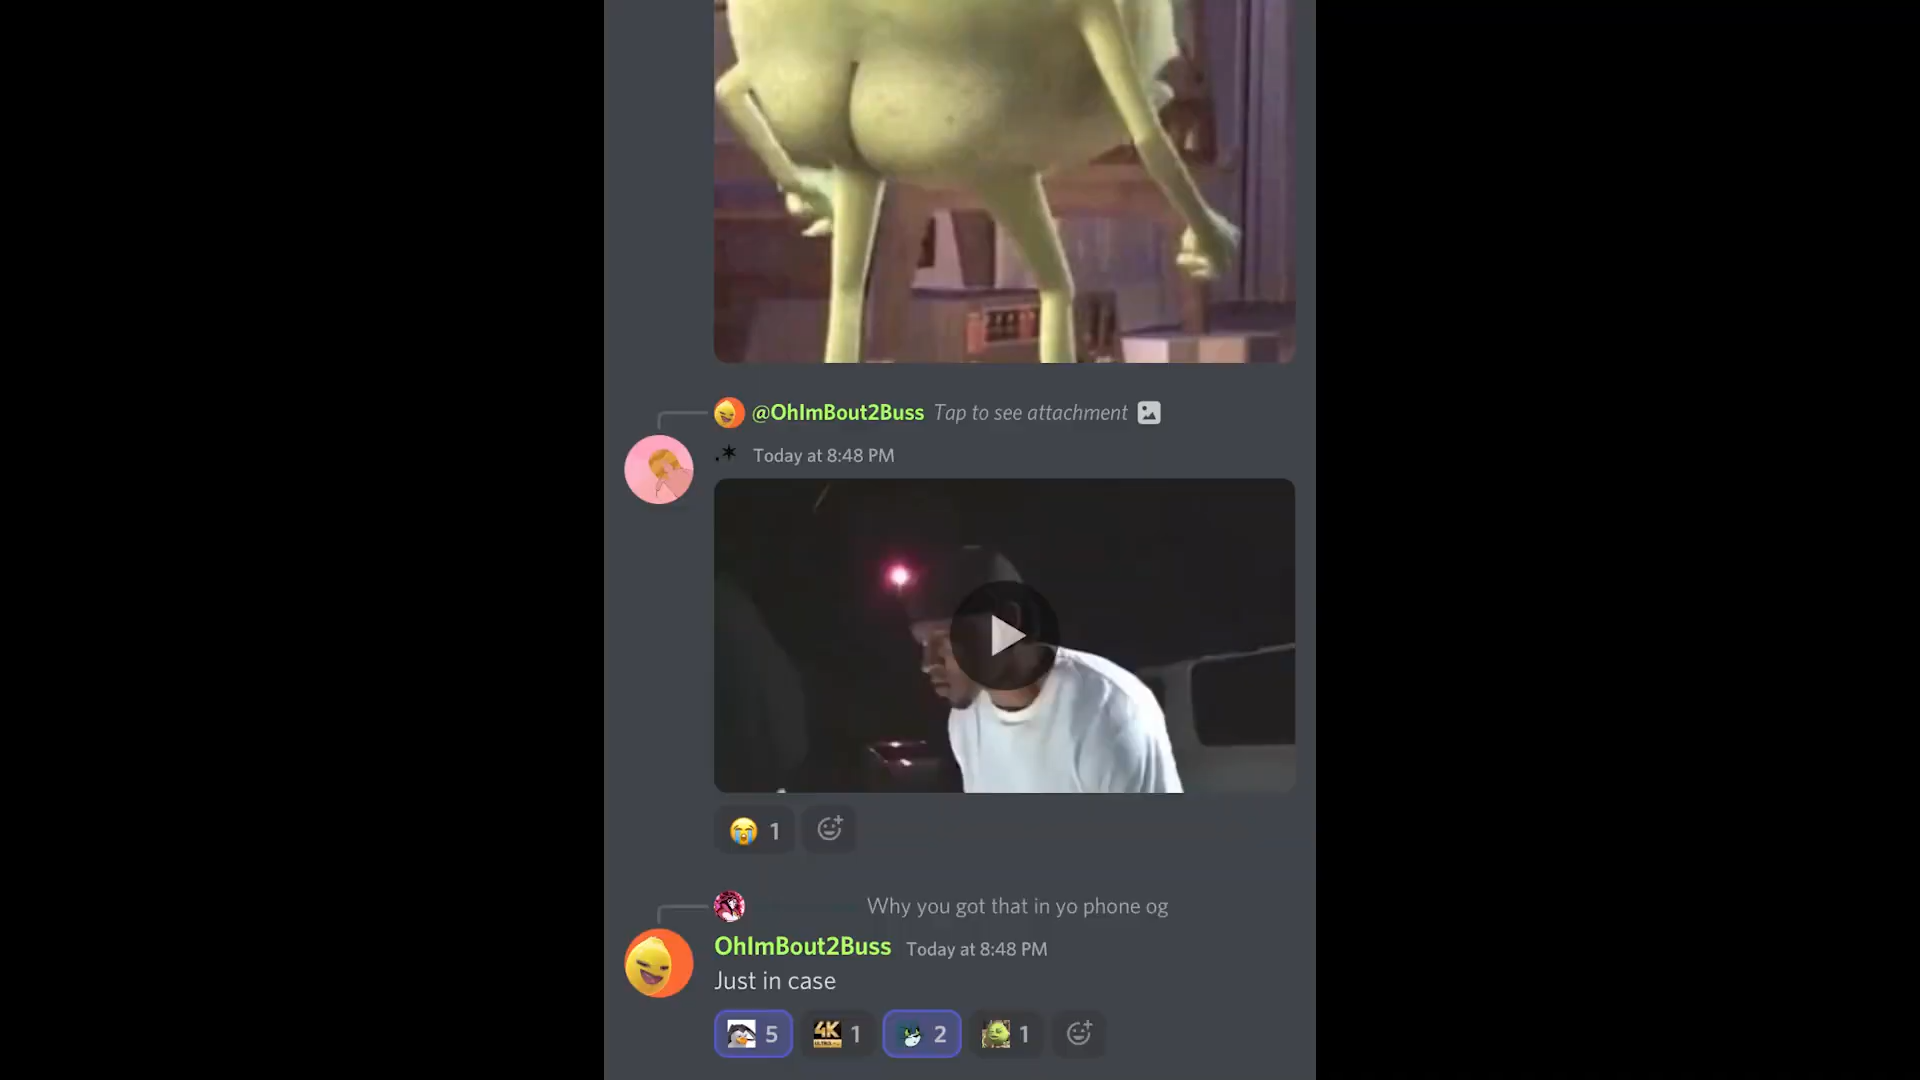 @OhImBout2Buss Tap to see attachment
.* Today at 8:48 PM
1
Why you got that in yo phone og
OhImBout2Buss Today at 8:48 PM
Just in case
5 4K 1 2 1